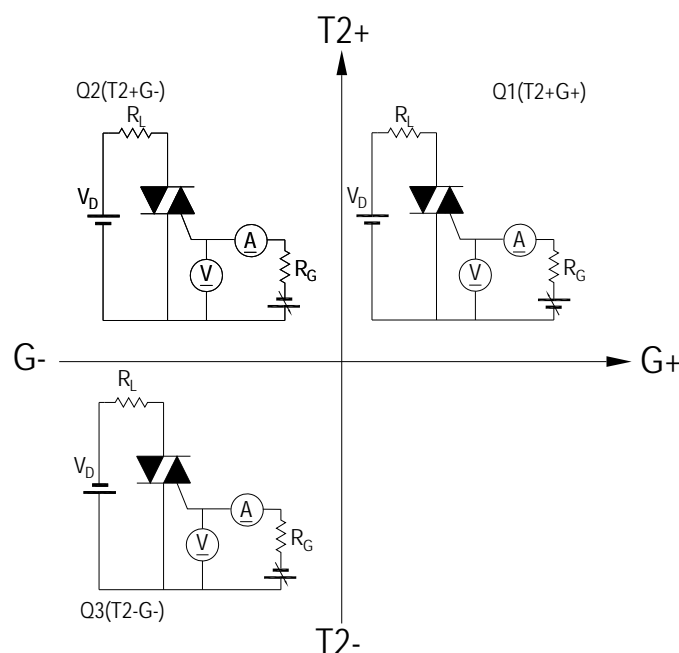 T2+
Q2(T2+G-)
Q1(T2+G+)
RL
RL
VD
VD
A
A
V
V
RG
RG
G-
G+
RL
VD
A
V
RG
Q3(T2-G-)
T2-